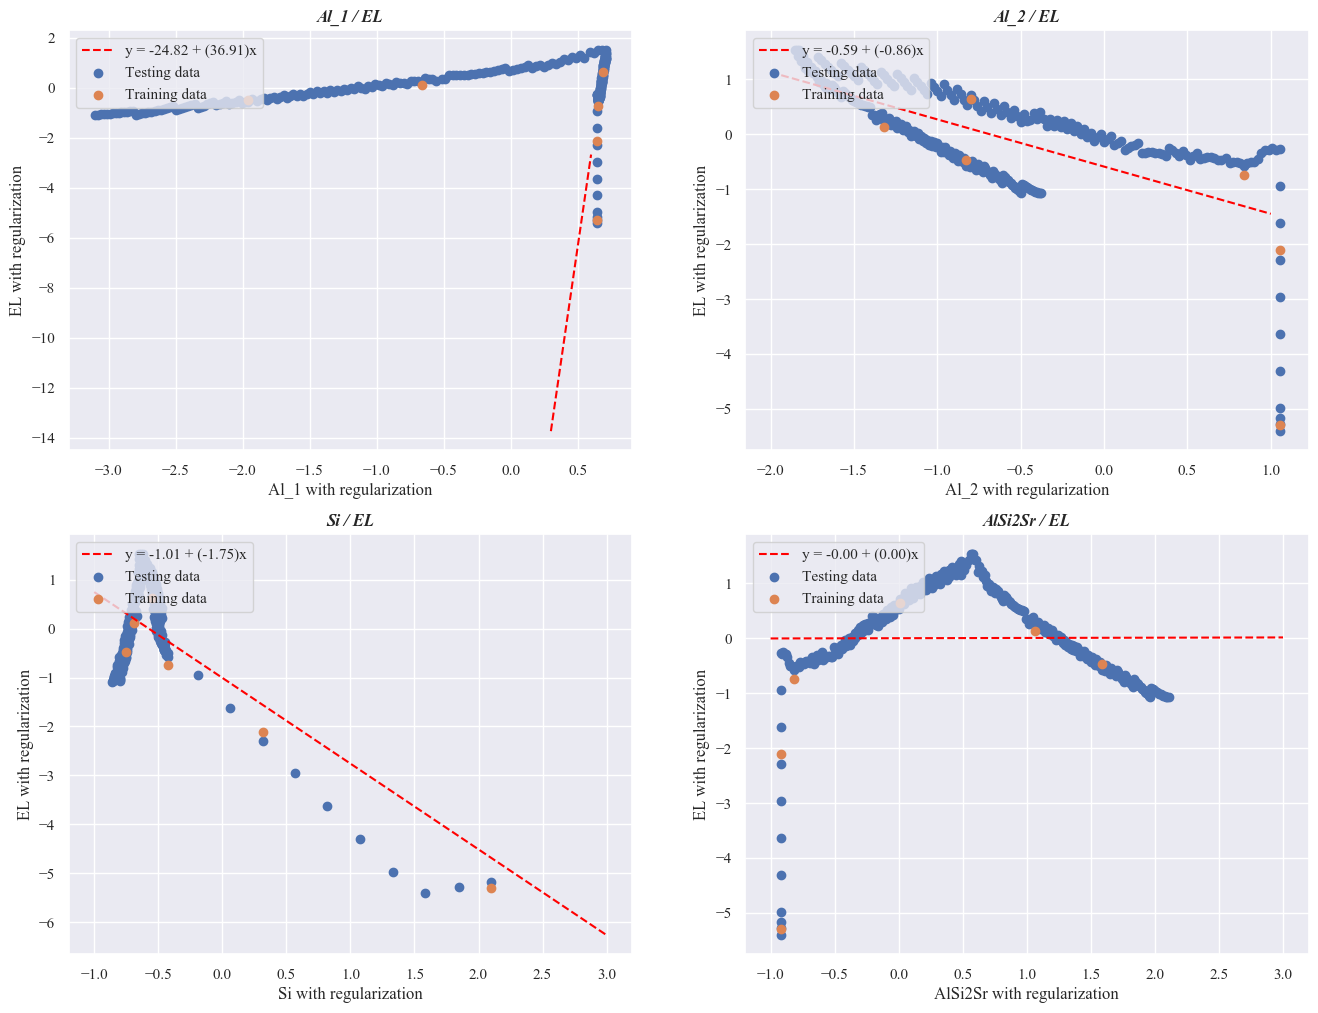 Al_1 / EL
y = -24.82 + (36.91)x
Testing data
Training data
2
0
−2
−4
−6
−8
−10
−12
−14
EL with regularization
−3.0 −2.5 −2.0 −1.5 −1.0 −0.5 0.0 0.5
Al_1 with regularization
Al_2 / EL
y = -0.59 + (-0.86)x
Testing data
Training data
1
0
−1
−2
−3
−4
−5
EL with regularization
−2.0 −1.5 −1.0 −0.5 0.0 0.5 1.0
Al_2 with regularization
Si / EL
y = -1.01 + (-1.75)x
Testing data
Training data
1
0
−1
−2
−3
−4
−5
−6
EL with regularization
−1.0 −0.5 0.0 0.5 1.0 1.5 2.0 2.5 3.0
Si with regularization
AlSi2Sr / EL
y = -0.00 + (0.00)x
Testing data
Training data
1
0
−1
−2
−3
−4
−5
EL with regularization
−1.0 −0.5 0.0 0.5 1.0 1.5 2.0 2.5 3.0
AlSi2Sr with regularization